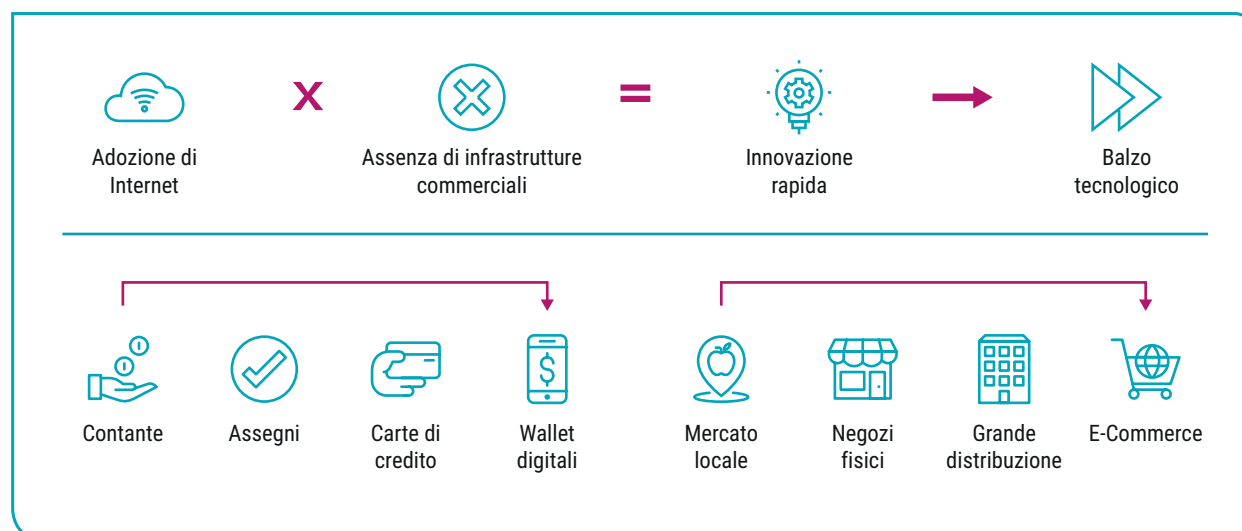 Adozione di
Internet
X
Assenza di infrastrutture
commerciali
=
Innovazione
rapida
Balzo
tecnologico
$
Contante
Assegni
Carte di
credito
Wallet
digitali
Mercato
locale
Negozi
fisici
Grande
distribuzione
E-Commerce